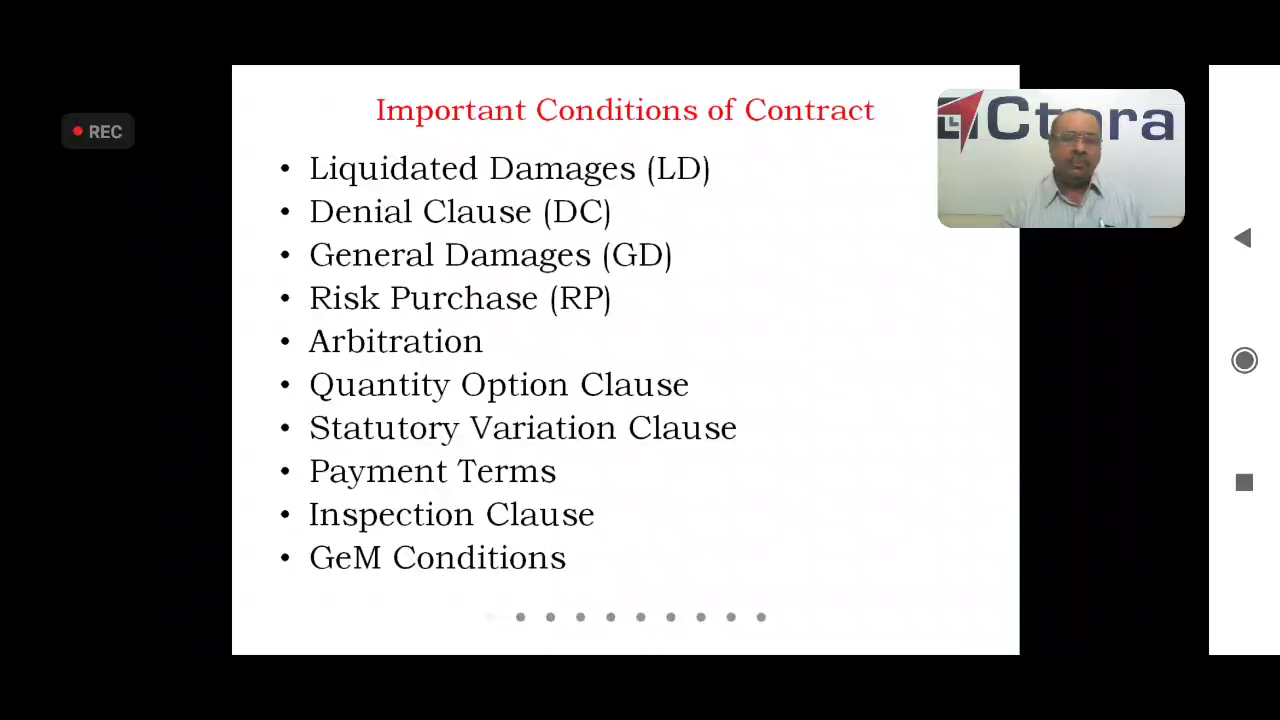 REC
Important Conditions of Contract
• Liquidated Damages (LD)
• Denial Clause (DC)
• General Damages (GD)
• Risk Purchase (RP)
• Arbitration
• Quantity Option Clause
• Statutory Variation Clause
• Payment Terms
• Inspection Clause
• GeM Conditions